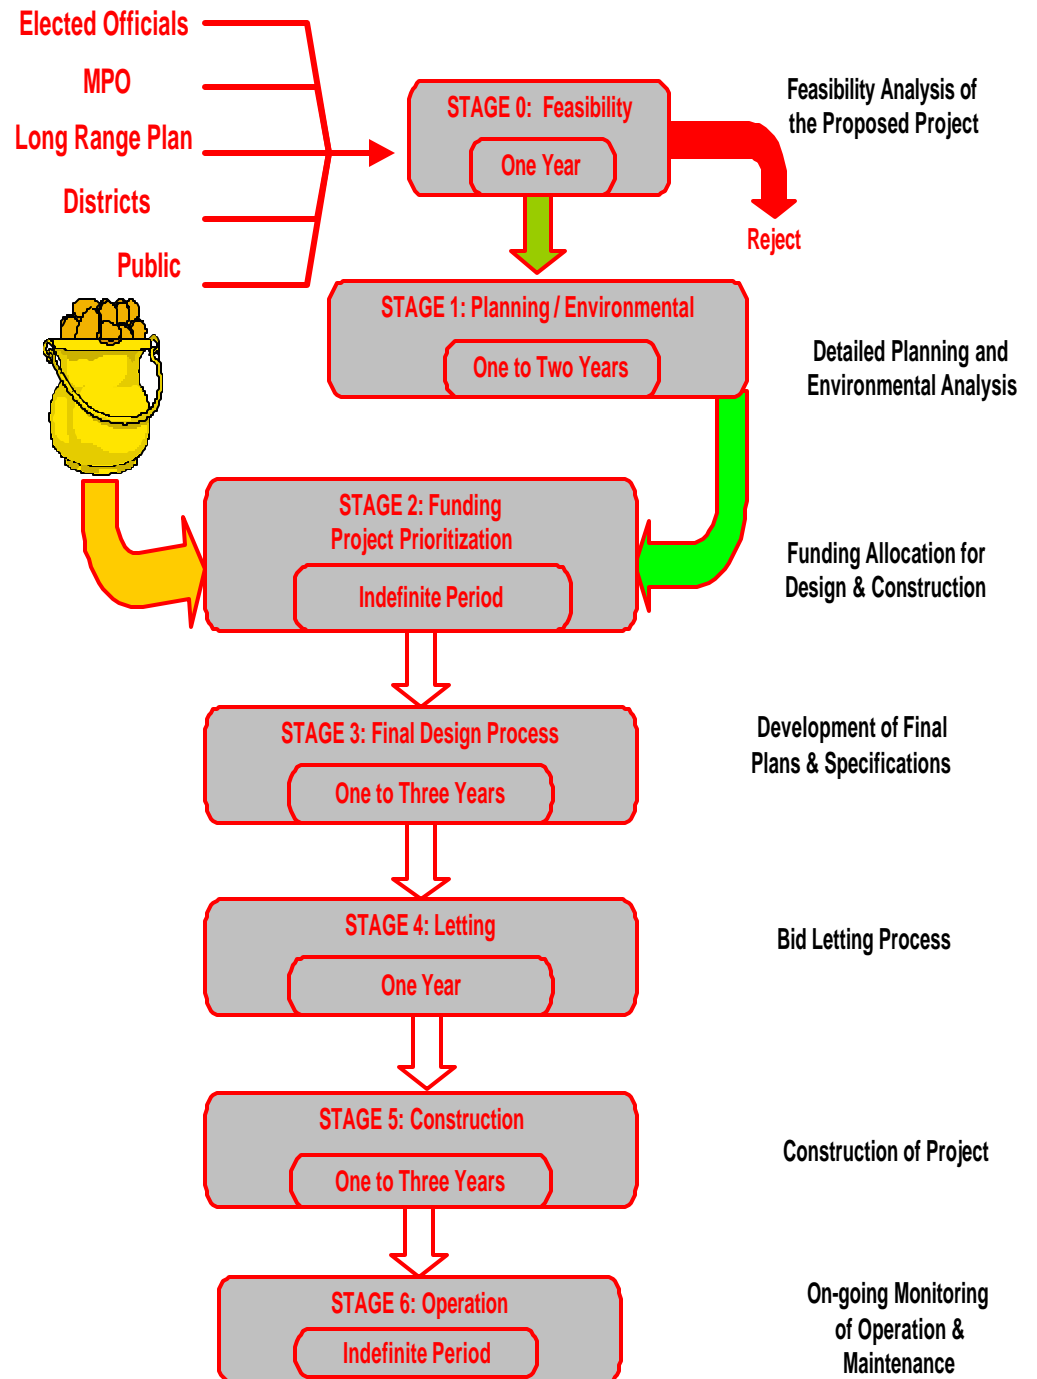 Elected Officials
MPO
Long Range Plan
Districts
Public
STAGE 0: Feasibility
One Year
Feasibility Analysis of
the Proposed Project
Reject
STAGE 1: Planning / Environmental
One to Two Years
Detailed Planning and
Environmental Analysis
STAGE 2: Funding
Project Prioritization
Indefinite Period
Funding Allocation for
Design & Construction
STAGE 3: Final Design Process
One to Three Years
Development of Final
Plans & Specifications
STAGE 4: Letting
One Year
Bid Letting Process
STAGE 5: Construction
One to Three Years
Construction of Project
STAGE 6: Operation
Indefinite Period
On-going Monitoring
of Operation &
Maintenance